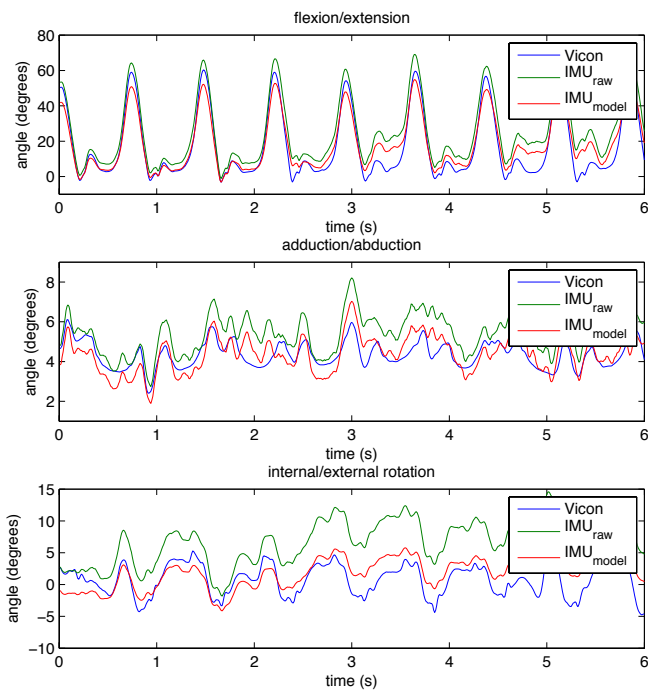 flexion/extension
80
60
40
20
0
angle (degrees)
Vicon
IMUraw
IMUmodel
0 1 2 3 4 5 6
time (s)
adduction/abduction
8
6
4
2
angle (degrees)
Vicon
IMUraw
IMUmodel
0 1 2 3 4 5 6
time (s)
internal/external rotation
15
10
5
0
−5
−10
angle (degrees)
Vicon
IMUraw
IMUmodel
0 1 2 3 4 5 6
time (s)